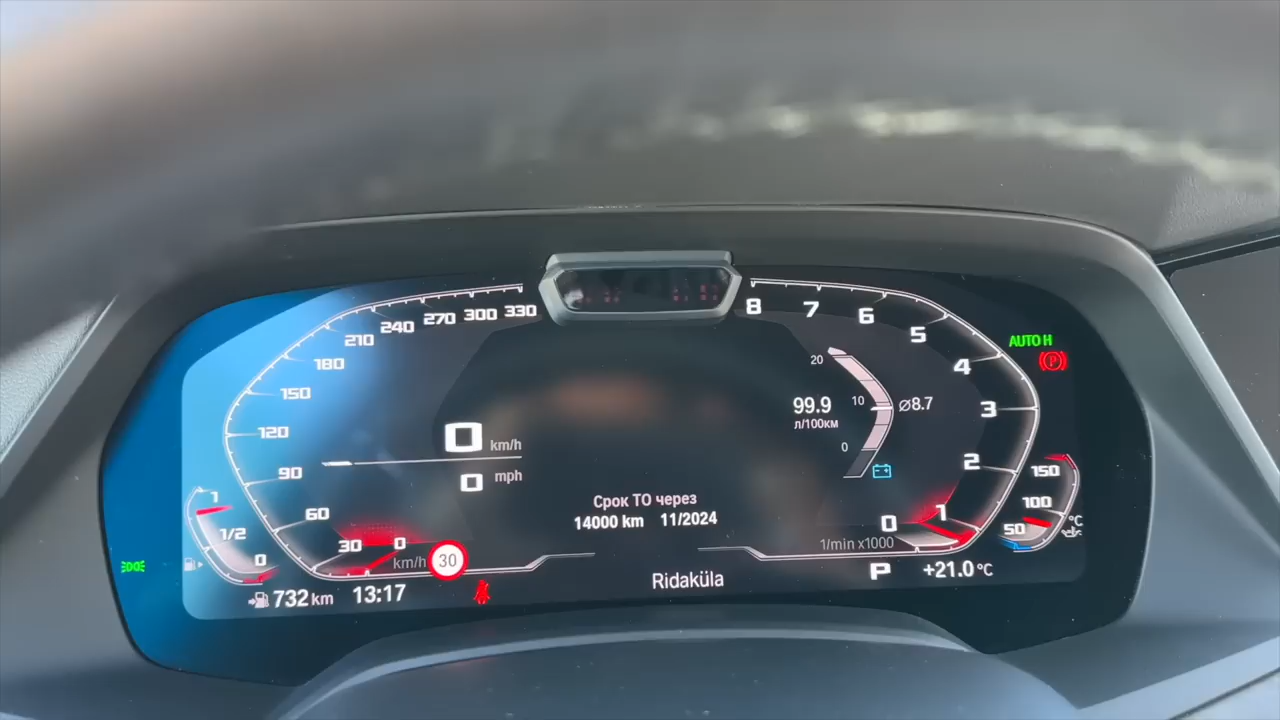 330
300
270
240
210
180
150
120
90
60
30
0
km/h
0
km/h
0
mph
30
8
7
6
5
4
3
2
1
0
1/min x1000
20
10
0
99.9
л/100км
⌀8.7
AUTO H
P
Срок ТО через
14000 km 11/2024
Ridaküla
1
1/2
0
732 km
13:17
P
+21.0 °C
150
100
50
°C